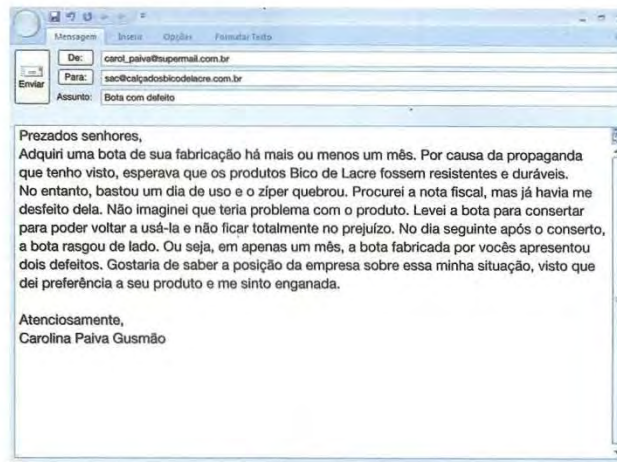 Mensagem Inserir Opções Formatar Texto
De: carol_paiva@supermail.com.br
Enviar
Para: sac@calçadosbicodelacre.com.br
Assunto: Bota com defeito
Prezados senhores,
Adquiri uma bota de sua fabricação há mais ou menos um mês. Por causa da propaganda
que tenho visto, esperava que os produtos Bico de Lacre fossem resistentes e duráveis.
No entanto, bastou um dia de uso e o zíper quebrou. Procurei a nota fiscal, mas já havia me
desfeito dela. Não imaginei que teria problema com o produto. Levei a bota para consertar
para poder voltar a usá-la e não ficar totalmente no prejuízo. No dia seguinte após o conserto,
a bota rasgou de lado. Ou seja, em apenas um mês, a bota fabricada por vocês apresentou
dois defeitos. Gostaria de saber a posição da empresa sobre essa minha situação, visto que
dei preferência a seu produto e me sinto enganada.
Atenciosamente,
Carolina Paiva Gusmão